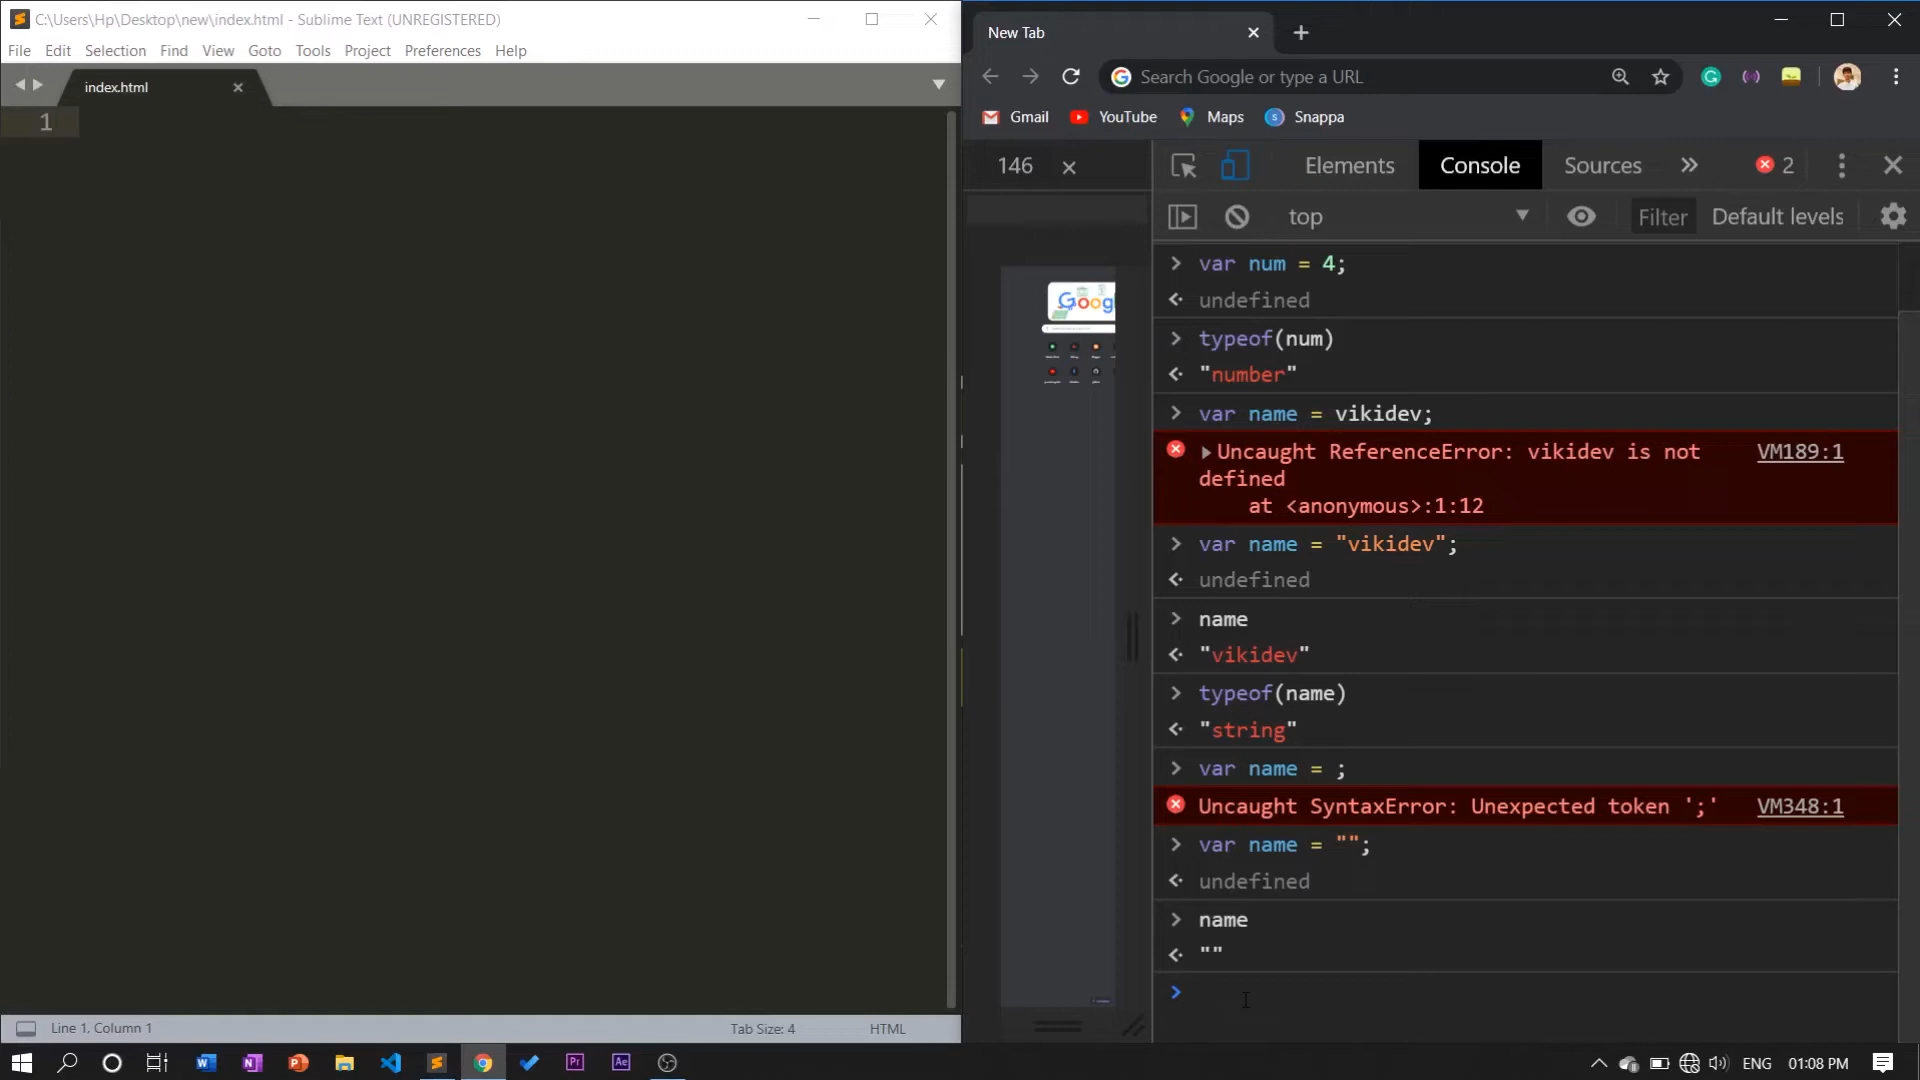 C:\Users\Hp\Desktop\new\index.html - Sublime Text (UNREGISTERED)
File Edit Selection Find View Goto Tools Project Preferences Help
index.html
1
Line 1, Column 1
Tab Size: 4
HTML
New Tab
Search Google or type a URL
Gmail
YouTube
Maps
Snappa
146
Elements
Console
Sources
2
top
Filter
Default levels
var num = 4;
undefined
typeof(num)
"number"
var name = vikidev;
Uncaught ReferenceError: vikidev is not VM189:1
defined
at <anonymous>:1:12
var name = "vikidev";
undefined
name
"vikidev"
typeof(name)
"string"
var name = ;
Uncaught SyntaxError: Unexpected token ';' VM348:1
var name = "";
undefined
name
""
ENG
01:08 PM